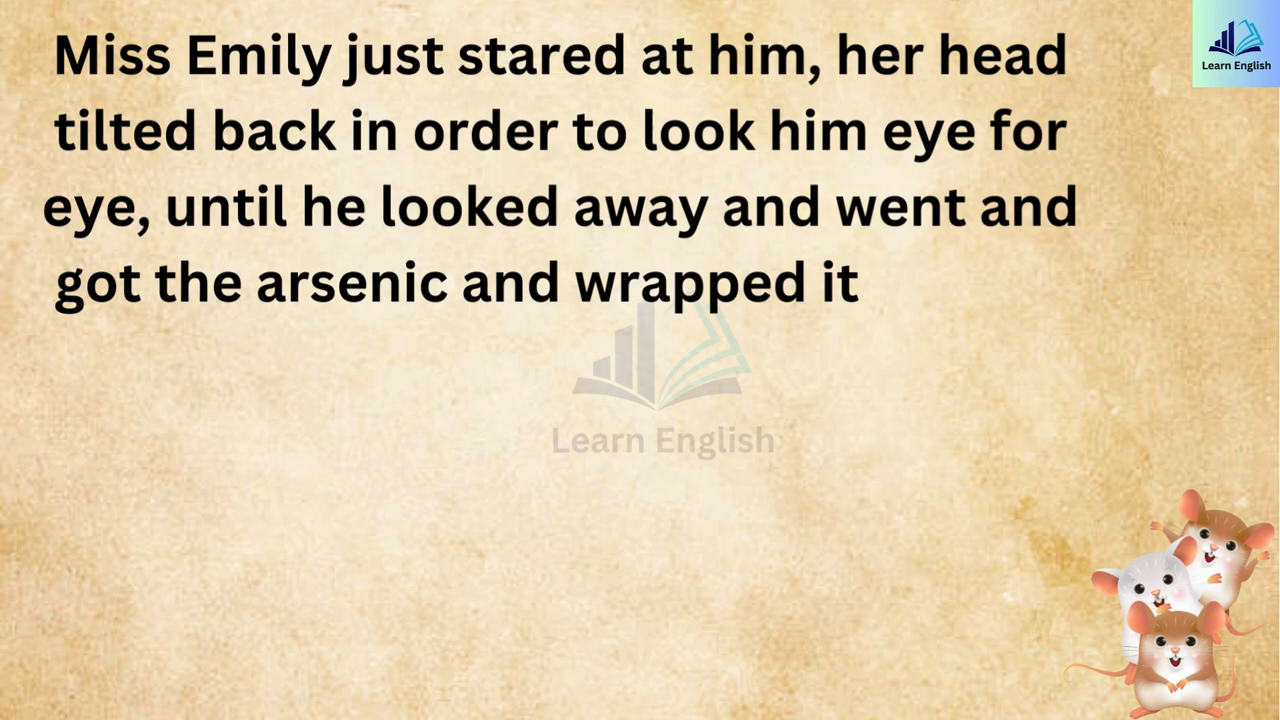 Miss Emily just stared at him, her head
tilted back in order to look him eye for
eye, until he looked away and went and
got the arsenic and wrapped it
Learn English
Learn English